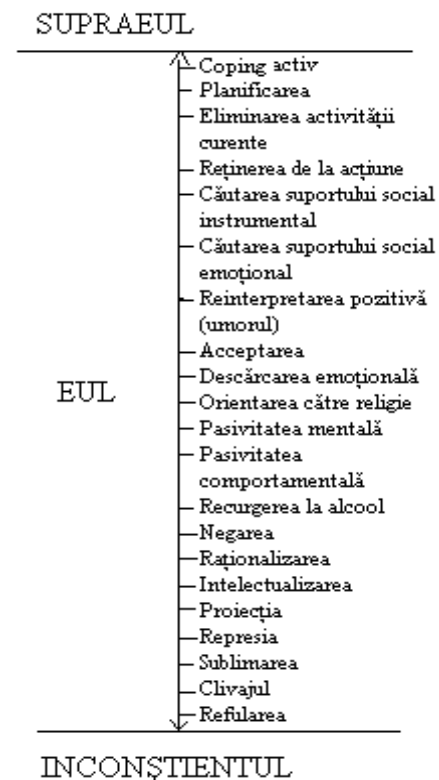 SUPRAEUL
Coping activ
Planificarea
Eliminarea activității
curente
Reținerea de la acțiune
Căutarea suportului social
instrumental
Căutarea suportului social
emoțional
Reinterpretarea pozitivă
(umorul)
Acceptarea
Descărcarea emoțională
EUL
Orientarea către religie
Pasivitatea mentală
Pasivitatea
comportamentală
Recurgerea la alcool
Negarea
Raționalizarea
Intelectualizarea
Proiecția
Represia
Sublimarea
Clivajul
Refularea
INCONȘTIENTUL